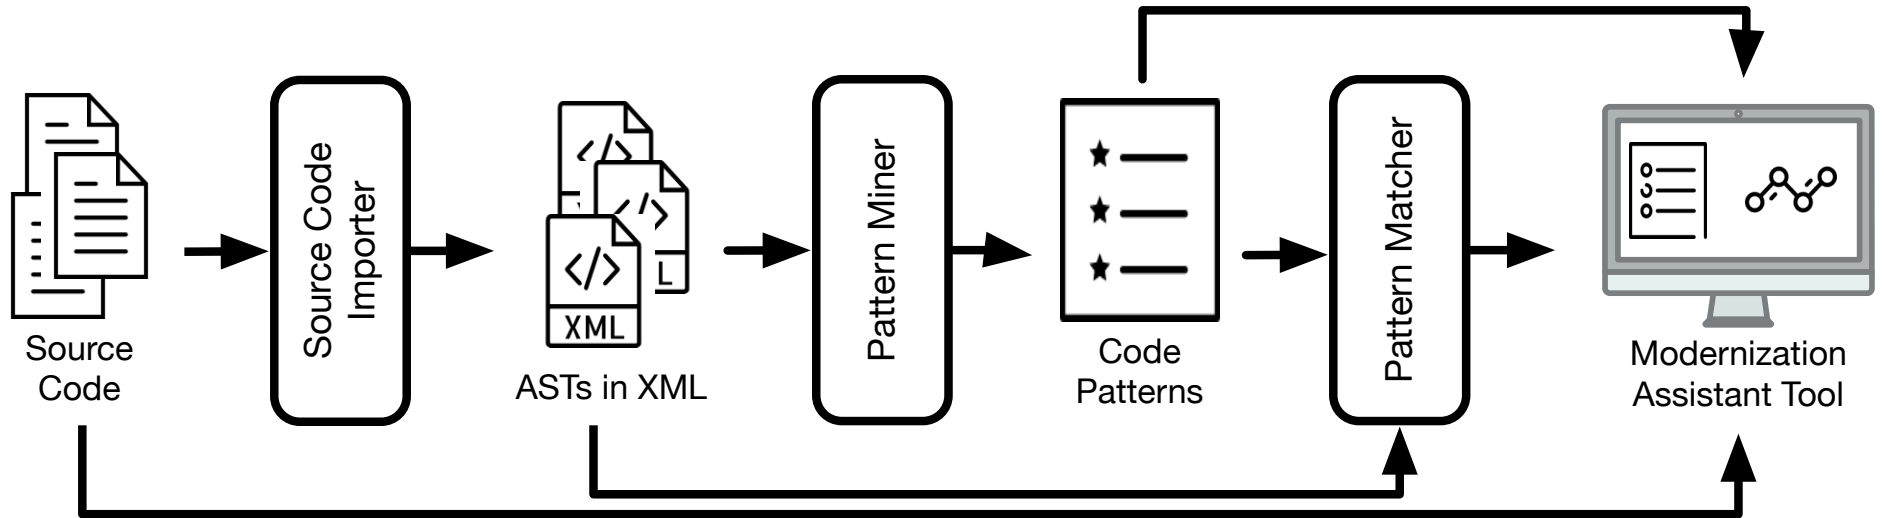 Source
Code
Source Code
Importer
</>
</>
</>
L
XML
ASTs in XML
Pattern Miner
Code
Patterns
Pattern Matcher
Modernization
Assistant Tool